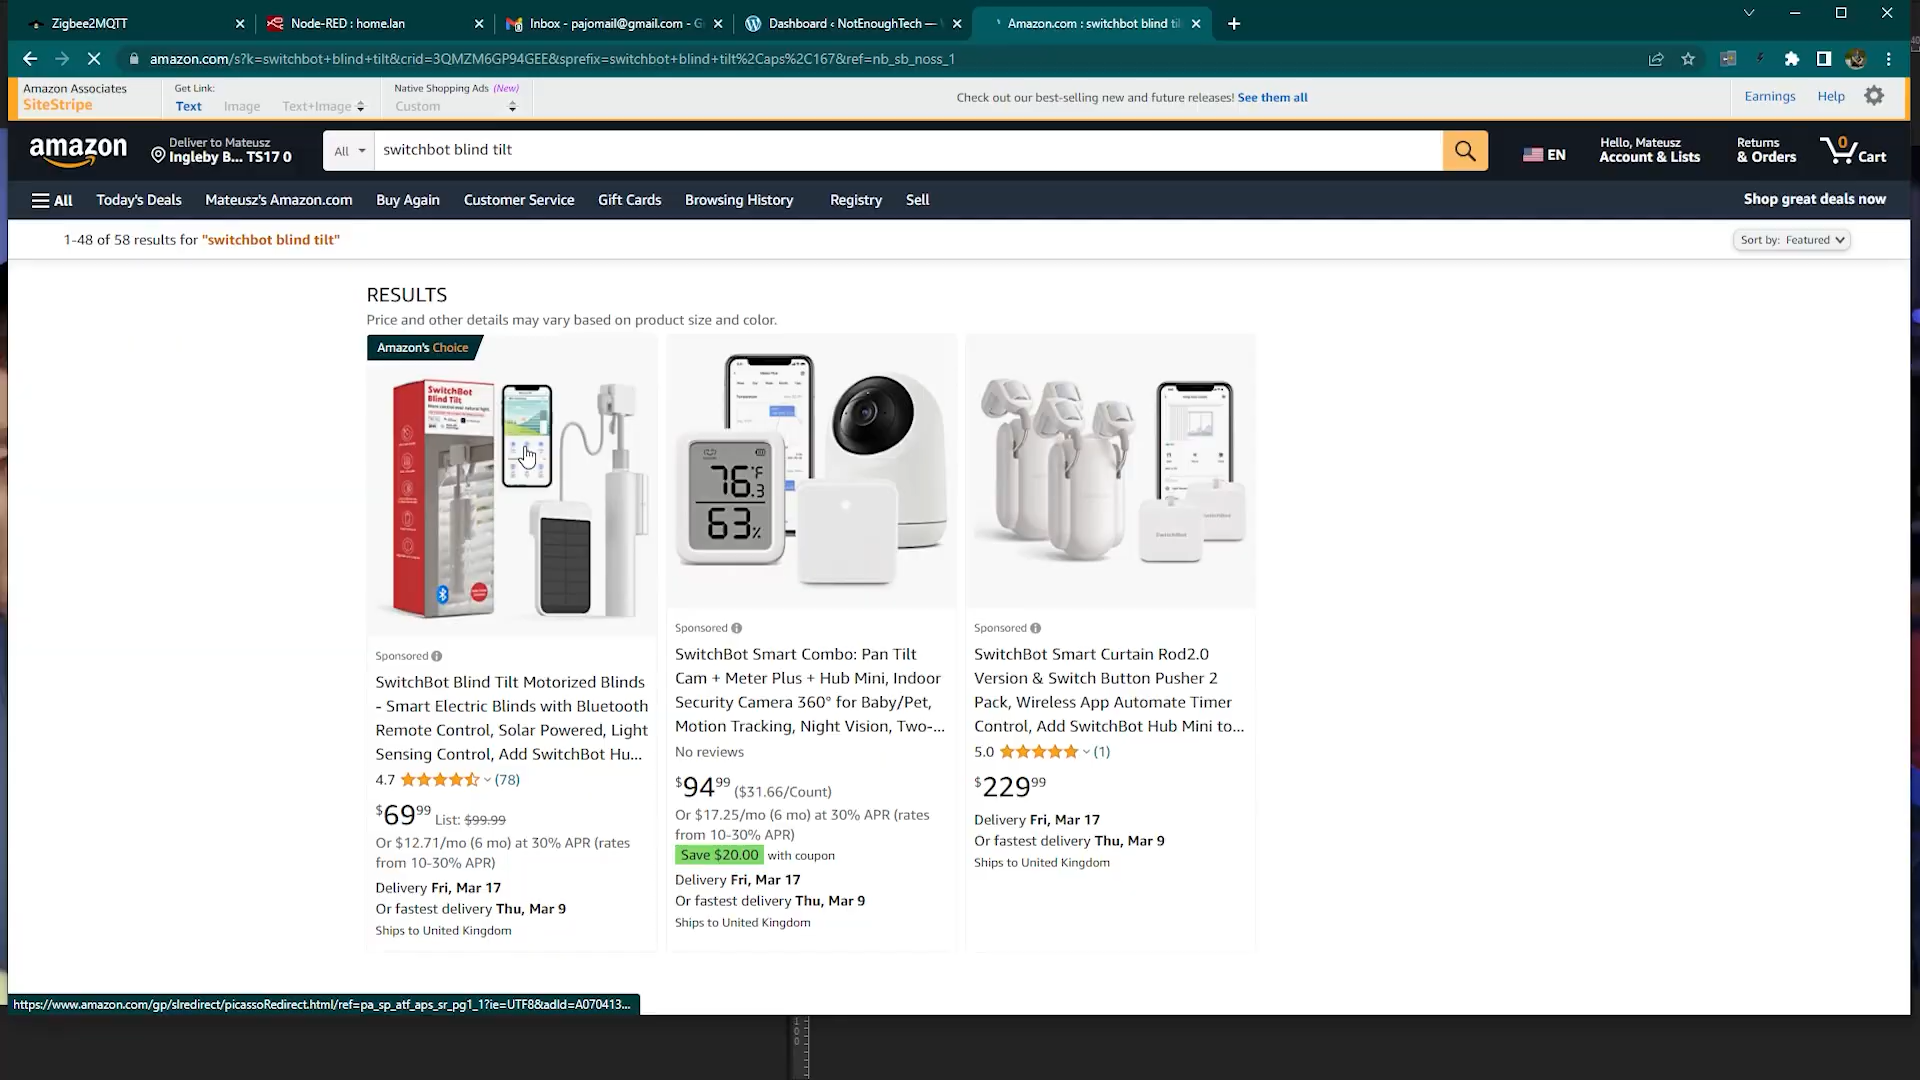 Zigbee2MQTT
Node-RED : home.lan
Inbox - pajomail@gmail.com - G
Dashboard ‹ NotEnoughTech —
Amazon.com : switchbot blind til
amazon.com/s?k=switchbot+blind+tilt&crid=3QMZM6GP94GEE&sprefix=switchbot+blind+tilt%2Caps%2C167&ref=nb_sb_noss_1
Amazon Associates
SiteStripe
Get Link:
Text Image Text+Image
Native Shopping Ads (New)
Custom
Check out our best-selling new and future releases! See them all
Earnings Help
amazon
Deliver to Mateusz
Ingleby B... TS17 0
All
switchbot blind tilt
EN
Hello, Mateusz
Account & Lists
Returns
& Orders
0
Cart
All Today's Deals Mateusz's Amazon.com Buy Again Customer Service Gift Cards Browsing History Registry Sell
Shop great deals now
1-48 of 58 results for "switchbot blind tilt"
Sort by: Featured
RESULTS
Price and other details may vary based on product size and color.
Amazon's Choice
SwitchBot
Blind Tilt
76.3 °F
63%
SwitchBot
Sponsored
SwitchBot Blind Tilt Motorized Blinds
- Smart Electric Blinds with Bluetooth
Remote Control, Solar Powered, Light
Sensing Control, Add SwitchBot Hu...
4.7 (78)
$69.99 List: $99.99
Or $12.71/mo (6 mo) at 30% APR (rates
from 10-30% APR)
Delivery Fri, Mar 17
Or fastest delivery Thu, Mar 9
Ships to United Kingdom
Sponsored
SwitchBot Smart Combo: Pan Tilt
Cam + Meter Plus + Hub Mini, Indoor
Security Camera 360° for Baby/Pet,
Motion Tracking, Night Vision, Two-...
No reviews
$94.99 ($31.66/Count)
Or $17.25/mo (6 mo) at 30% APR (rates
from 10-30% APR)
Save $20.00 with coupon
Delivery Fri, Mar 17
Or fastest delivery Thu, Mar 9
Ships to United Kingdom
Sponsored
SwitchBot Smart Curtain Rod2.0
Version & Switch Button Pusher 2
Pack, Wireless App Automate Timer
Control, Add SwitchBot Hub Mini to...
5.0 (1)
$229.99
Delivery Fri, Mar 17
Or fastest delivery Thu, Mar 9
Ships to United Kingdom
https://www.amazon.com/gp/slredirect/picassoRedirect.html/ref=pa_sp_atf_aps_sr_pg1_1?ie=UTF8&adId=A070413...